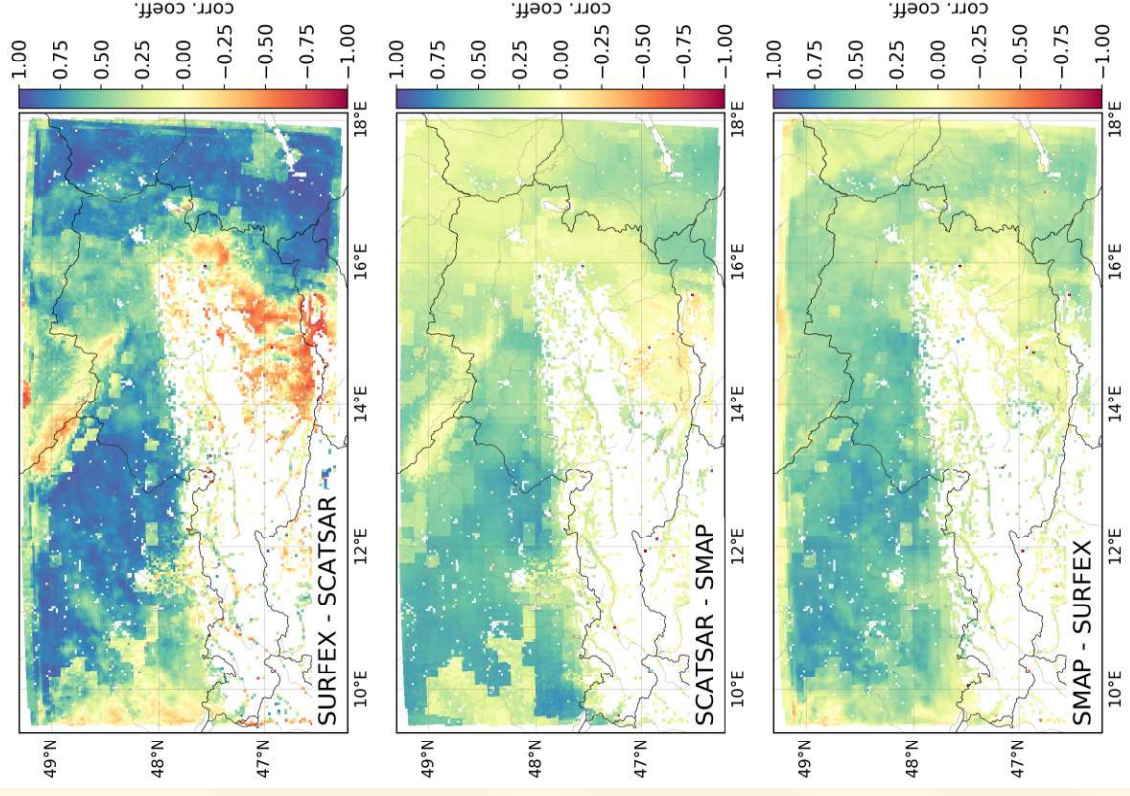 49°N
48°N
47°N
10°E
12°E
14°E
16°E
18°E
SURFEX - SCATSAR
1.00
0.75
0.50
0.25
0.00
−0.25
−0.50
−0.75
−1.00
corr. coeff.
49°N
48°N
47°N
10°E
12°E
14°E
16°E
18°E
SCATSAR - SMAP
1.00
0.75
0.50
0.25
0.00
−0.25
−0.50
−0.75
−1.00
corr. coeff.
49°N
48°N
47°N
10°E
12°E
14°E
16°E
18°E
SMAP - SURFEX
1.00
0.75
0.50
0.25
0.00
−0.25
−0.50
−0.75
−1.00
corr. coeff.